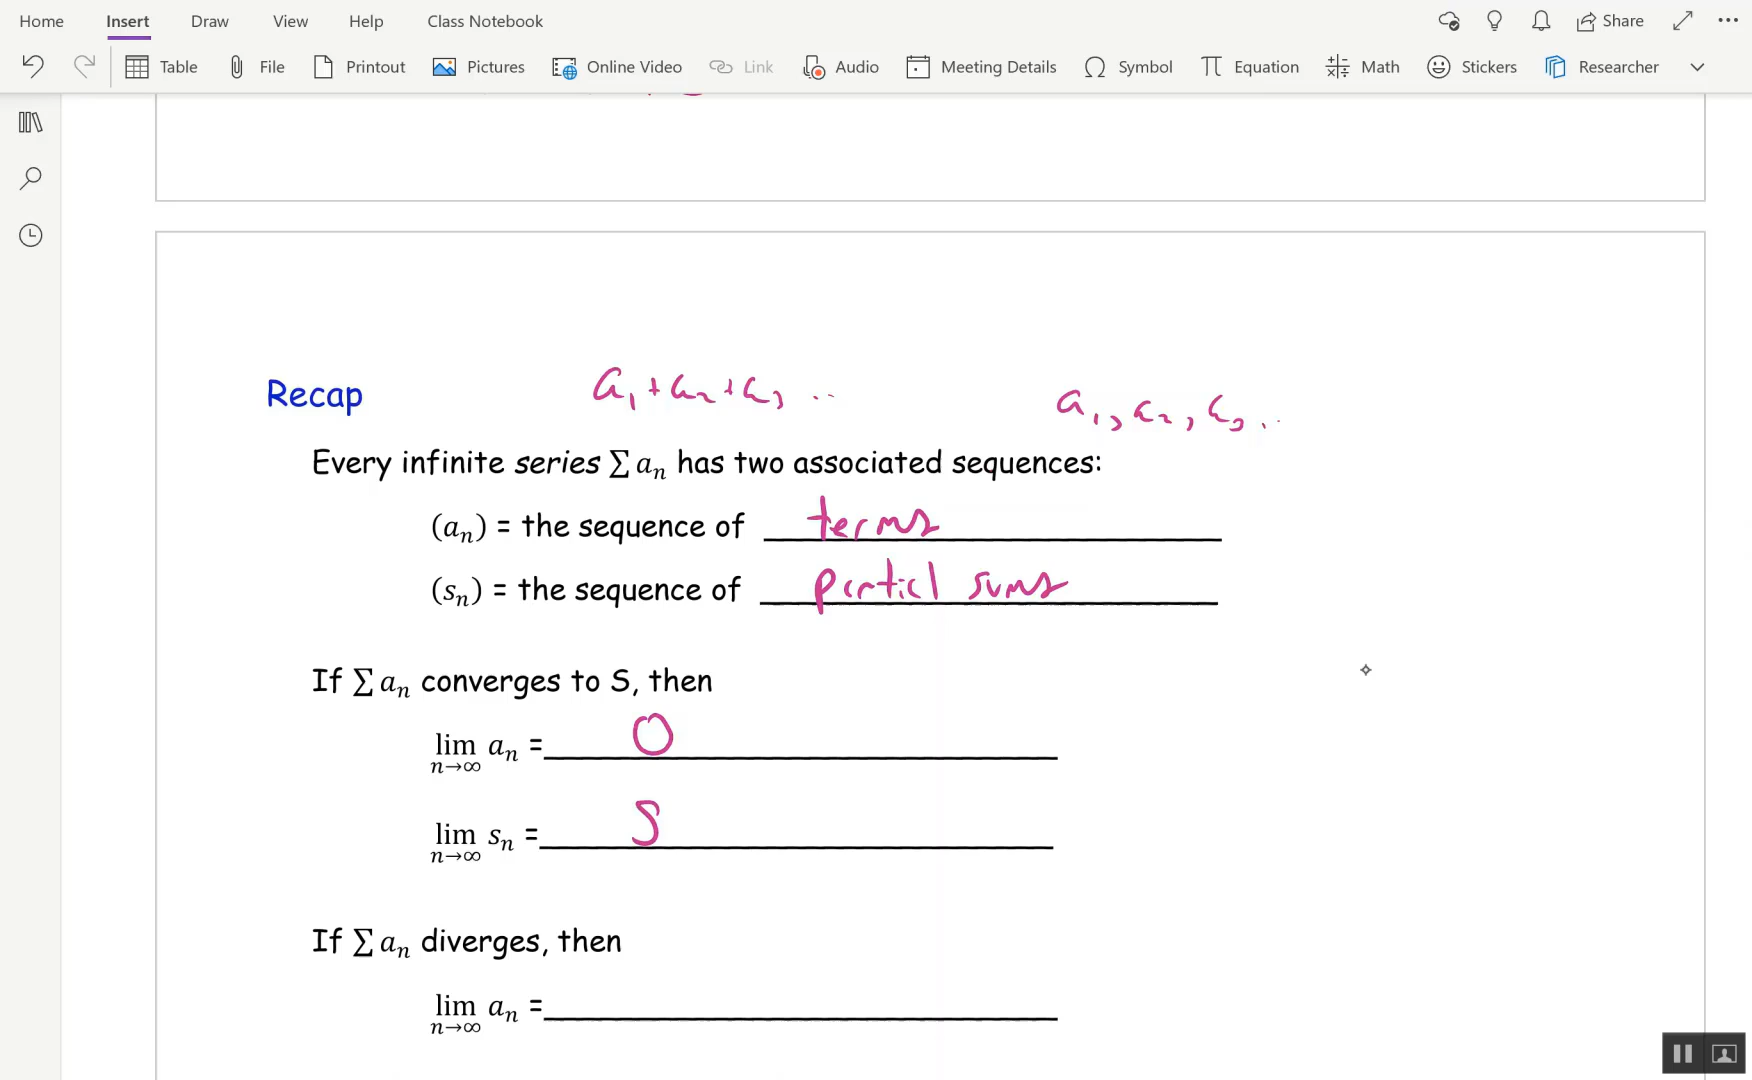 Home Insert Draw View Help Class Notebook Share
Table File Printout Pictures Online Video Link Audio Meeting Details Symbol Equation Math Stickers Researcher
Recap
a₁ + a₂ + a₃ ...
a₁, a₂, a₃ ...
Every infinite series ∑ aₙ has two associated sequences:
(aₙ) = the sequence of terms
(sₙ) = the sequence of partial sums
If ∑ aₙ converges to S, then
lim n→∞ aₙ = 0
lim n→∞ sₙ = S
If ∑ aₙ diverges, then
lim n→∞ aₙ =